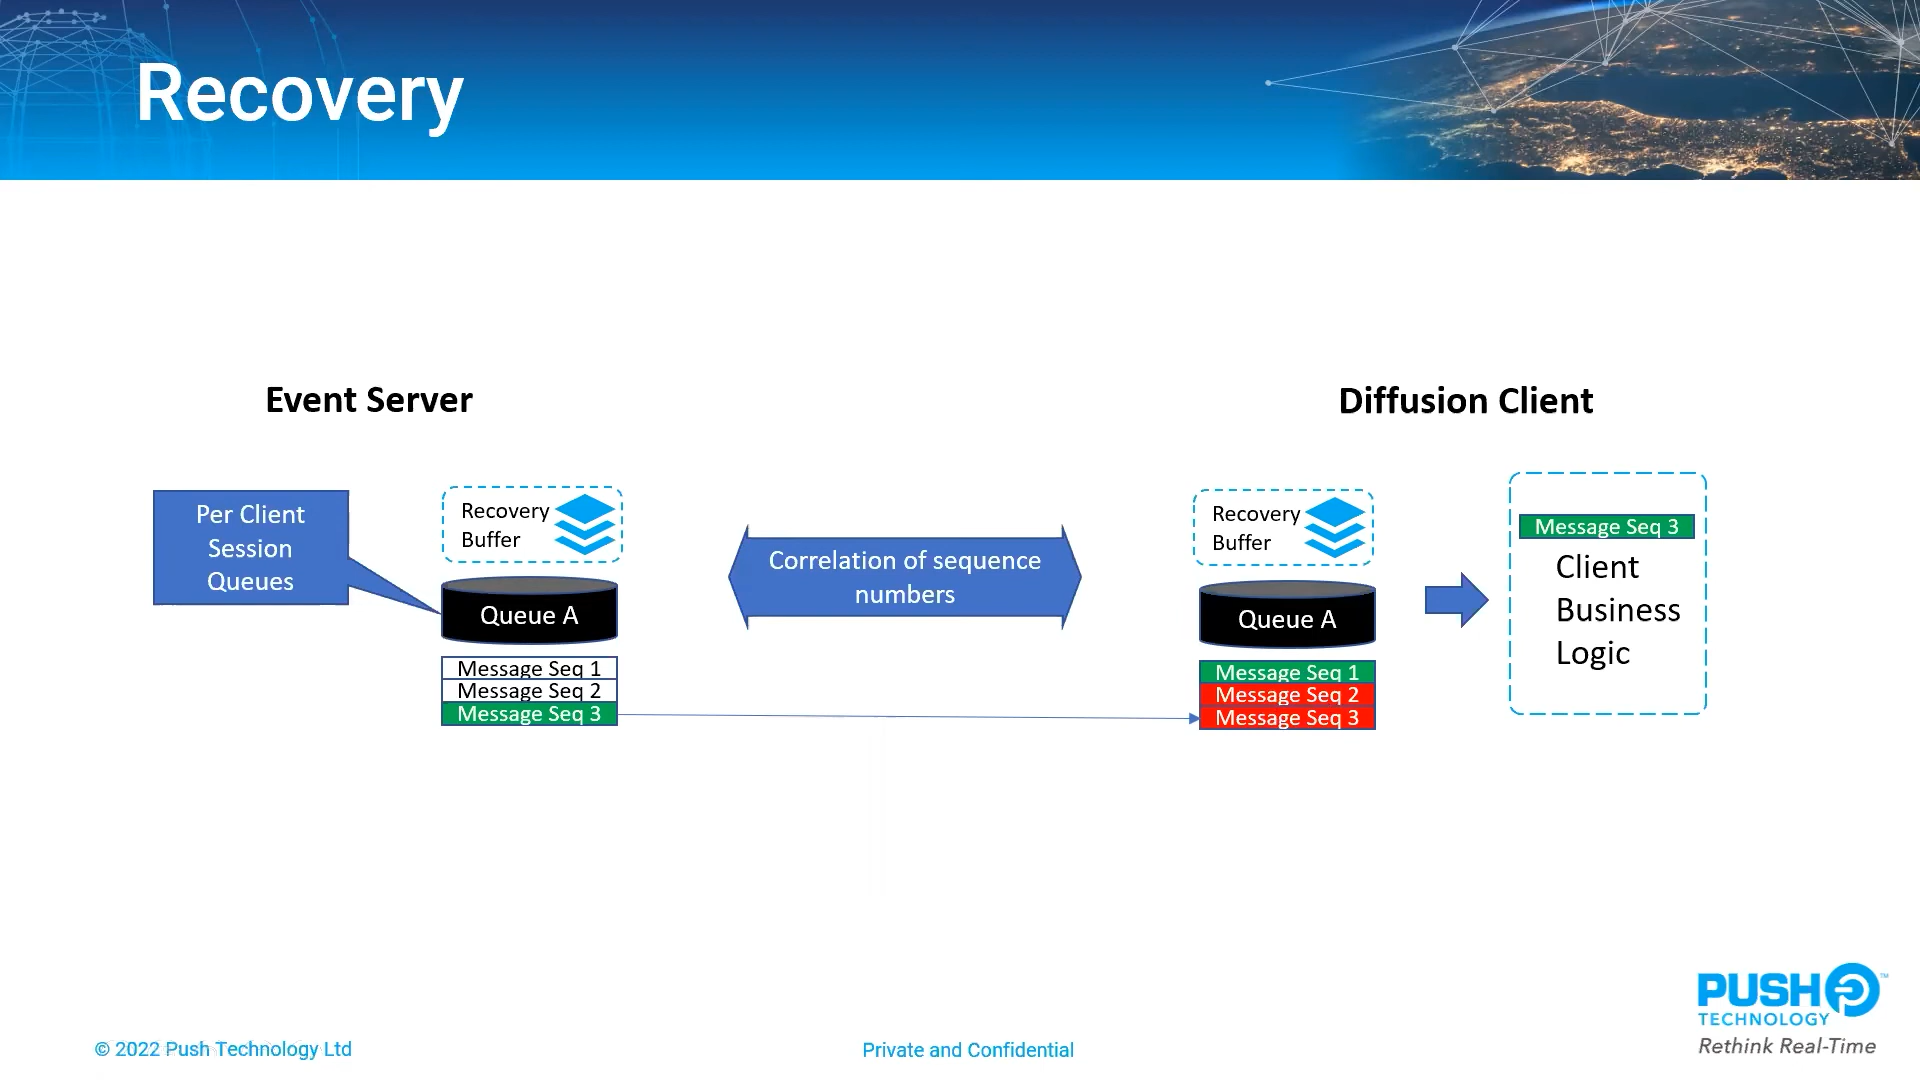 Recovery
Event Server
Diffusion Client
Per Client
Session
Queues
Recovery
Buffer
Queue A
Message Seq 1
Message Seq 2
Message Seq 3
Correlation of sequence
numbers
Recovery
Buffer
Queue A
Message Seq 1
Message Seq 2
Message Seq 3
Message Seq 3
Client
Business
Logic
PUSH ™
TECHNOLOGY
Rethink Real-Time
© 2022 Push Technology Ltd
Private and Confidential